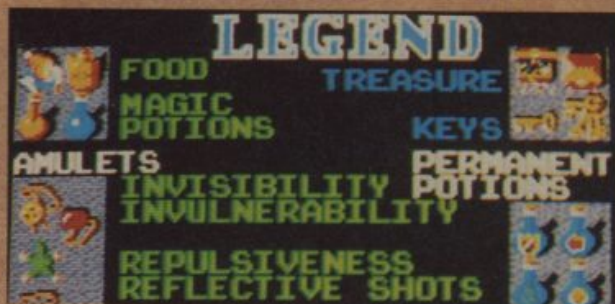 LEGEND
FOOD
TREASURE
MAGIC
POTIONS
KEYS
AMULETS
PERMANENT
POTIONS
INVISIBILITY
INVULNERABILITY
REPULSIVENESS
REFLECTIVE SHOTS